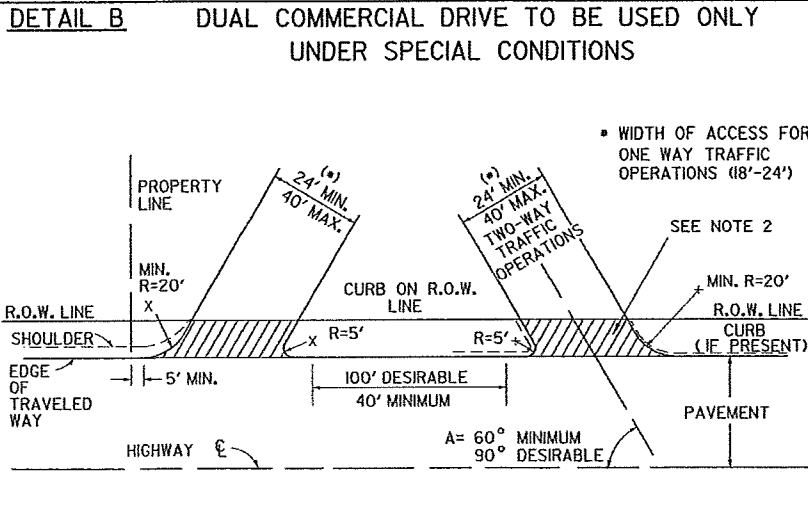 DETAIL B
DUAL COMMERCIAL DRIVE TO BE USED ONLY
UNDER SPECIAL CONDITIONS
* WIDTH OF ACCESS FOR
ONE WAY TRAFFIC
OPERATIONS (18'-24')
PROPERTY
LINE
(*)
24' MIN.
40' MAX.
(*)
24' MIN.
40' MAX.
TWO-WAY
TRAFFIC
OPERATIONS
SEE NOTE 2
MIN.
R=20'
X
CURB ON R.O.W.
LINE
MIN. R=20'
R.O.W. LINE
R.O.W. LINE
SHOULDER
X
R=5'
R=5'
CURB
(IF PRESENT)
EDGE
OF
TRAVELED
WAY
5' MIN.
100' DESIRABLE
40' MINIMUM
PAVEMENT
HIGHWAY ℄
A= 60° MINIMUM
90° DESIRABLE